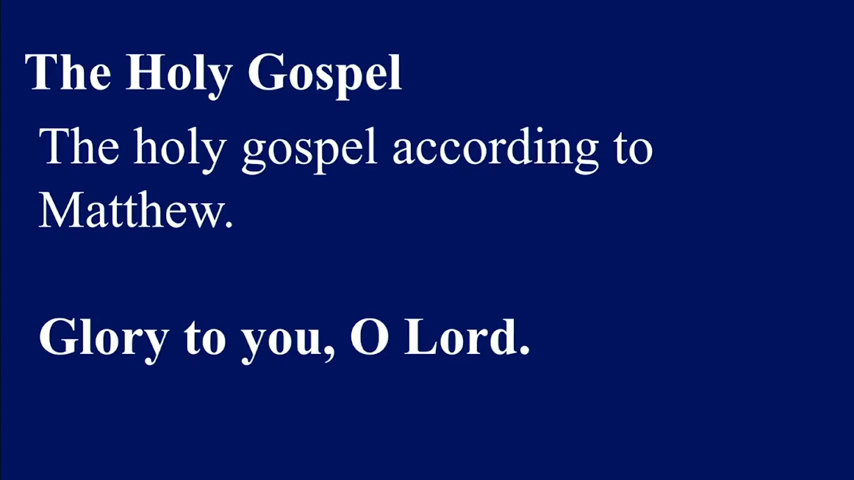 The Holy Gospel
The holy gospel according to
Matthew.
Glory to you, O Lord.